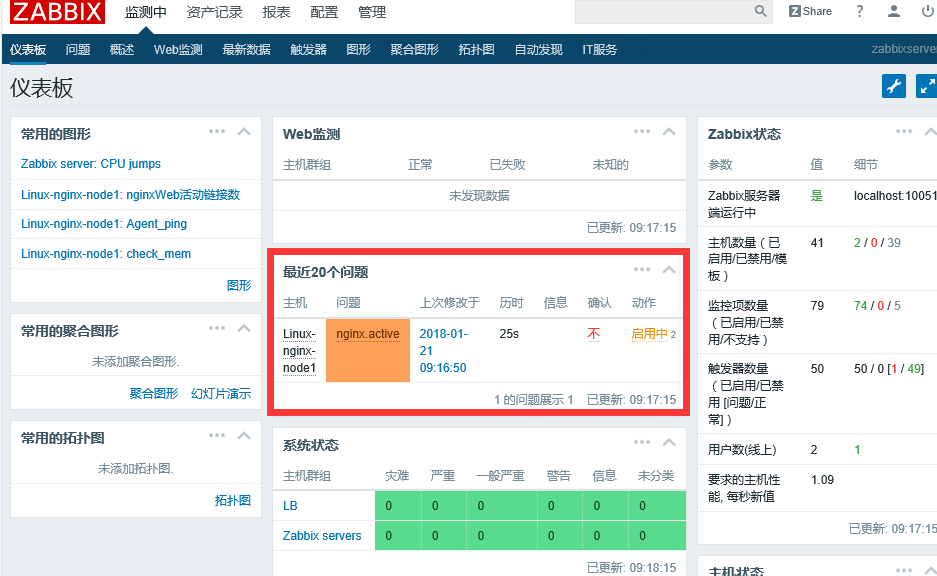 ZABBIX
监测中 资产记录 报表 配置 管理
Z Share ?
仪表板 问题 概述 Web监测 最新数据 触发器 图形 聚合图形 拓扑图 自动发现 IT服务
zabbixserve
仪表板
常用的图形
Zabbix server: CPU jumps
Linux-nginx-node1: nginxWeb活动链接数
Linux-nginx-node1: Agent_ping
Linux-nginx-node1: check_mem
图形
常用的聚合图形
未添加聚合图形.
聚合图形 幻灯片演示
常用的拓扑图
未添加拓扑图.
拓扑图
Web监测
主机群组 正常 已失败 未知的
未发现数据
已更新: 09:17:15
最近20个问题
主机 问题 上次修改于 历时 信息 确认 动作
Linux-
nginx-
node1
nginx.active
2018-01-
21
09:16:50
25s
不
启用中 2
1 的问题展示 1 已更新: 09:17:15
系统状态
主机群组 灾难 严重 一般严重 警告 信息 未分类
LB 0 0 0 0 0 0
Zabbix servers 0 0 0 0 0 0
已更新: 09:18:15
Zabbix状态
参数 值 细节
Zabbix服务器
端运行中
是
localhost:10051
主机数量（已
启用/已禁用/模
板）
41
2 / 0 / 39
监控项数量
（已启用/已禁
用/不支持）
79
74 / 0 / 5
触发器数量
（已启用/已禁
用 [问题/正
常]）
50
50 / 0 [1 / 49]
用户数(线上) 2 1
要求的主机性
能, 每秒新值
1.09
已更新: 09:17:15
主机状态